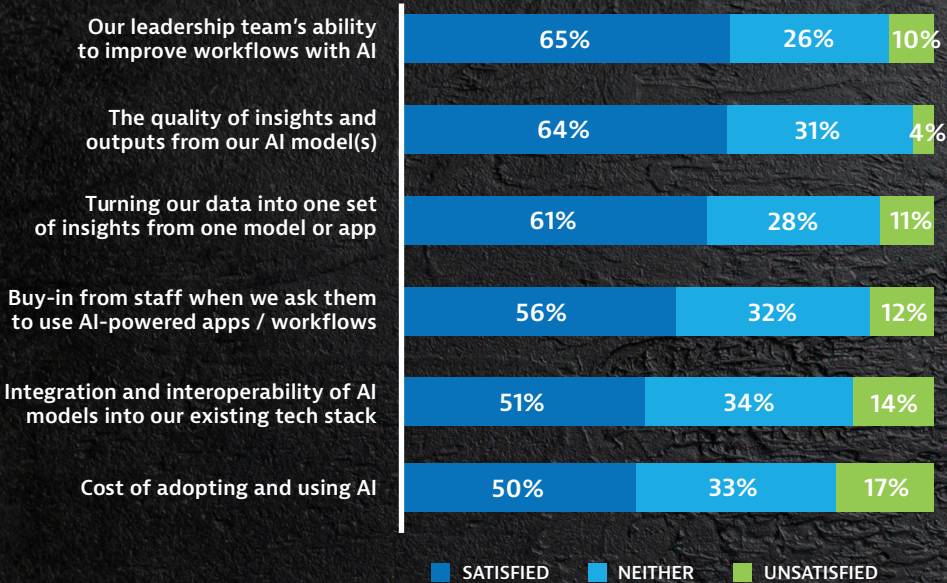 Our leadership team’s ability
to improve workflows with AI
65% 26% 10%
The quality of insights and
outputs from our AI model(s)
64% 31% 4%
Turning our data into one set
of insights from one model or app
61% 28% 11%
Buy-in from staff when we ask them
to use AI-powered apps / workflows
56% 32% 12%
Integration and interoperability of AI
models into our existing tech stack
51% 34% 14%
Cost of adopting and using AI
50% 33% 17%
SATISFIED NEITHER UNSATISFIED